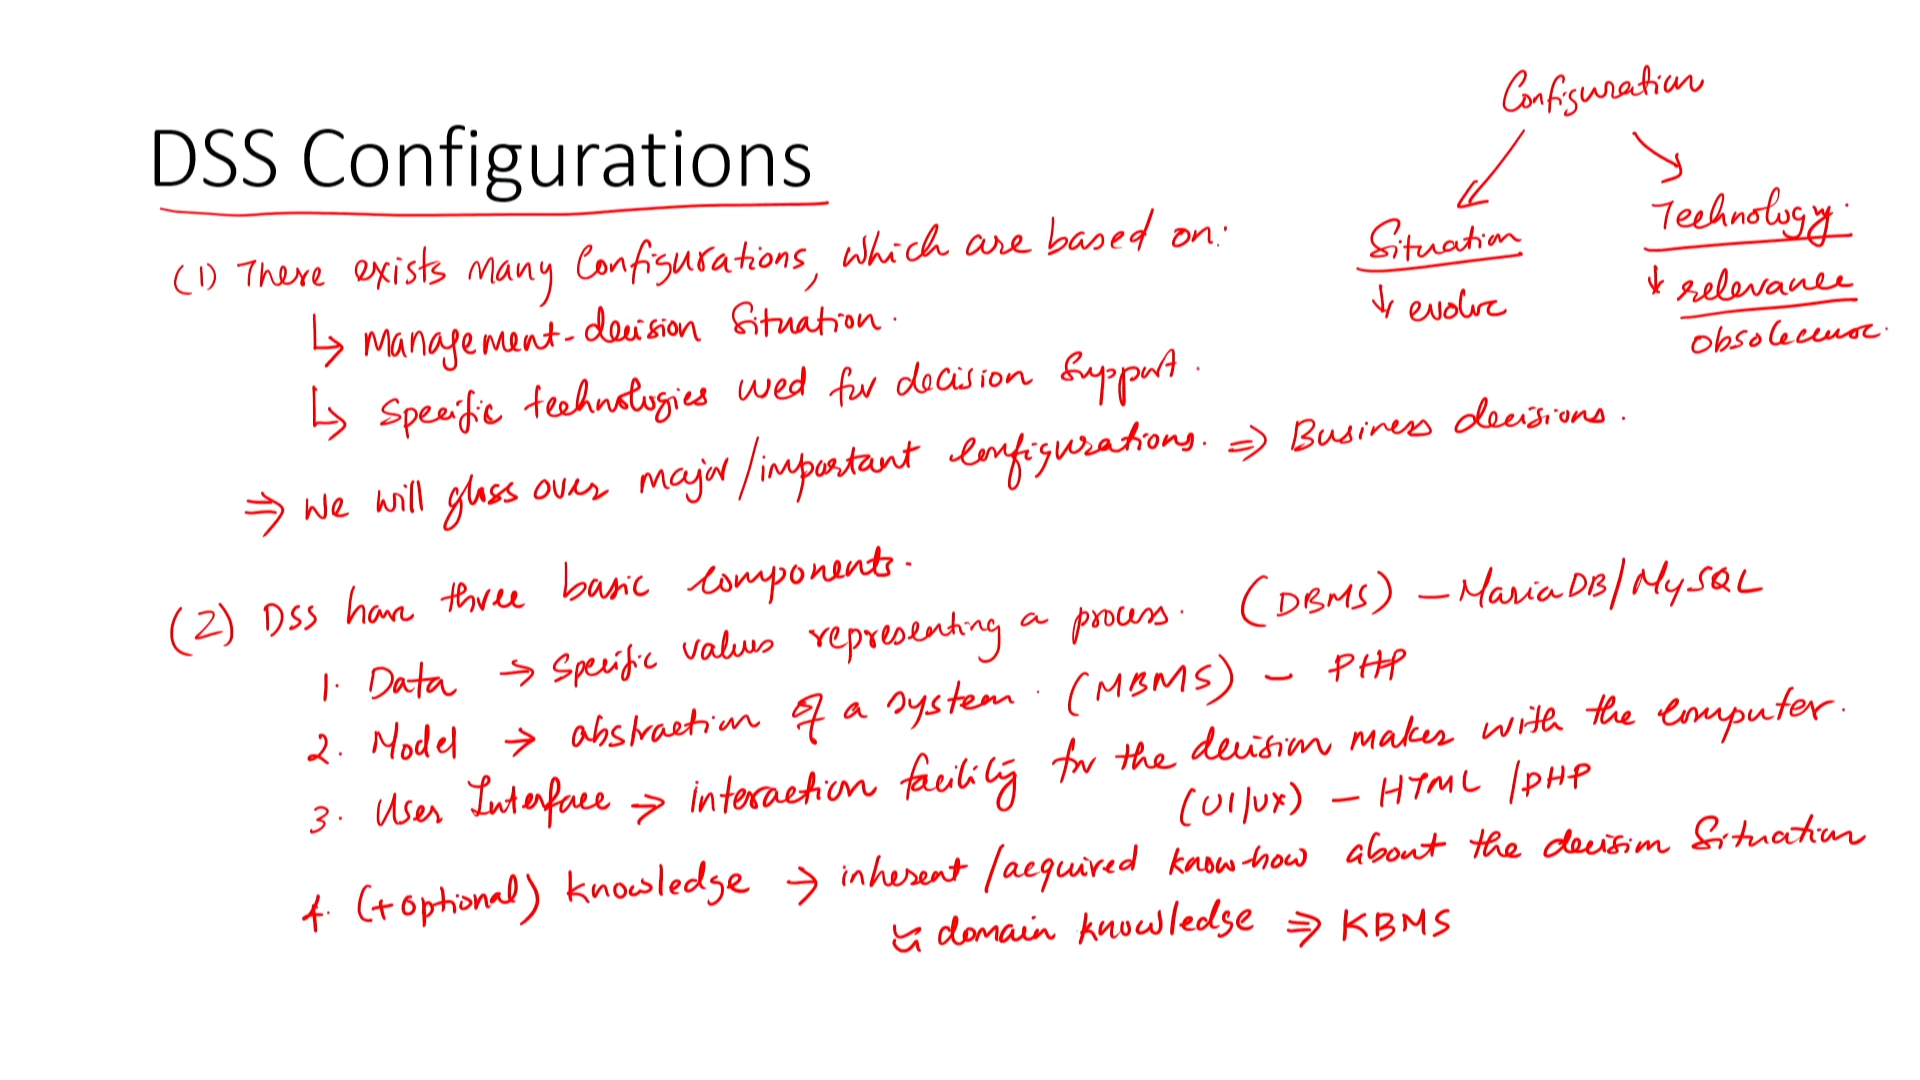 DSS Configurations
(1) There exists many Configurations, which are based on:
↳ Management-decision Situation.
↳ Specific technologies used for decision Support.
⇒ We will gloss over major/important configurations. ⇒ Business decisions.
Configuration
Situation
↓ evolve
Technology.
↓ relevance
obsolecence.
(2) DSS have three basic components.
1. Data → Specific values representing a process. (DBMS) – MariaDB/MySQL
2. Model → abstraction of a system. (MBMS) – PHP
3. User Interface → interaction facility for the decision maker with the computer.
(UI/UX) – HTML /PHP
4. (+optional) knowledge → inherent /acquired know-how about the decision Situation
↳ domain knowledge ⇒ KBMS